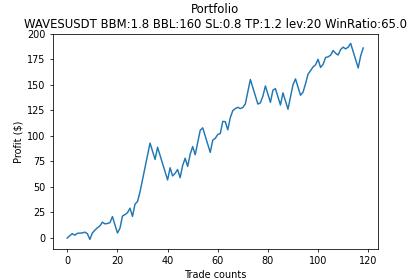 Portfolio
WAVESUSDT BBM:1.8 BBL:160 SL:0.8 TP:1.2 lev:20 WinRatio:65.0
200
175
150
125
100
75
50
25
0
Profit ($)
0 20 40 60 80 100 120
Trade counts